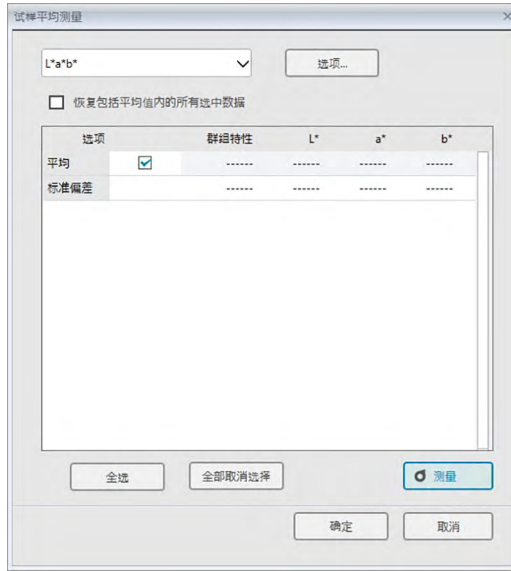 试样平均测量
L*a*b*
选项...
恢复包括平均值内的所有选中数据
选项 群组特性 L* a* b*
平均 ------ ------ ------ ------
标准偏差 ------ ------ ------ ------
全选 全部取消选择 测量
确定 取消